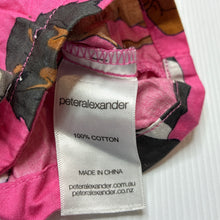 peteralexander
100% COTTON
MADE IN CHINA
peteralexander.com.au
peteralexander.co.nz